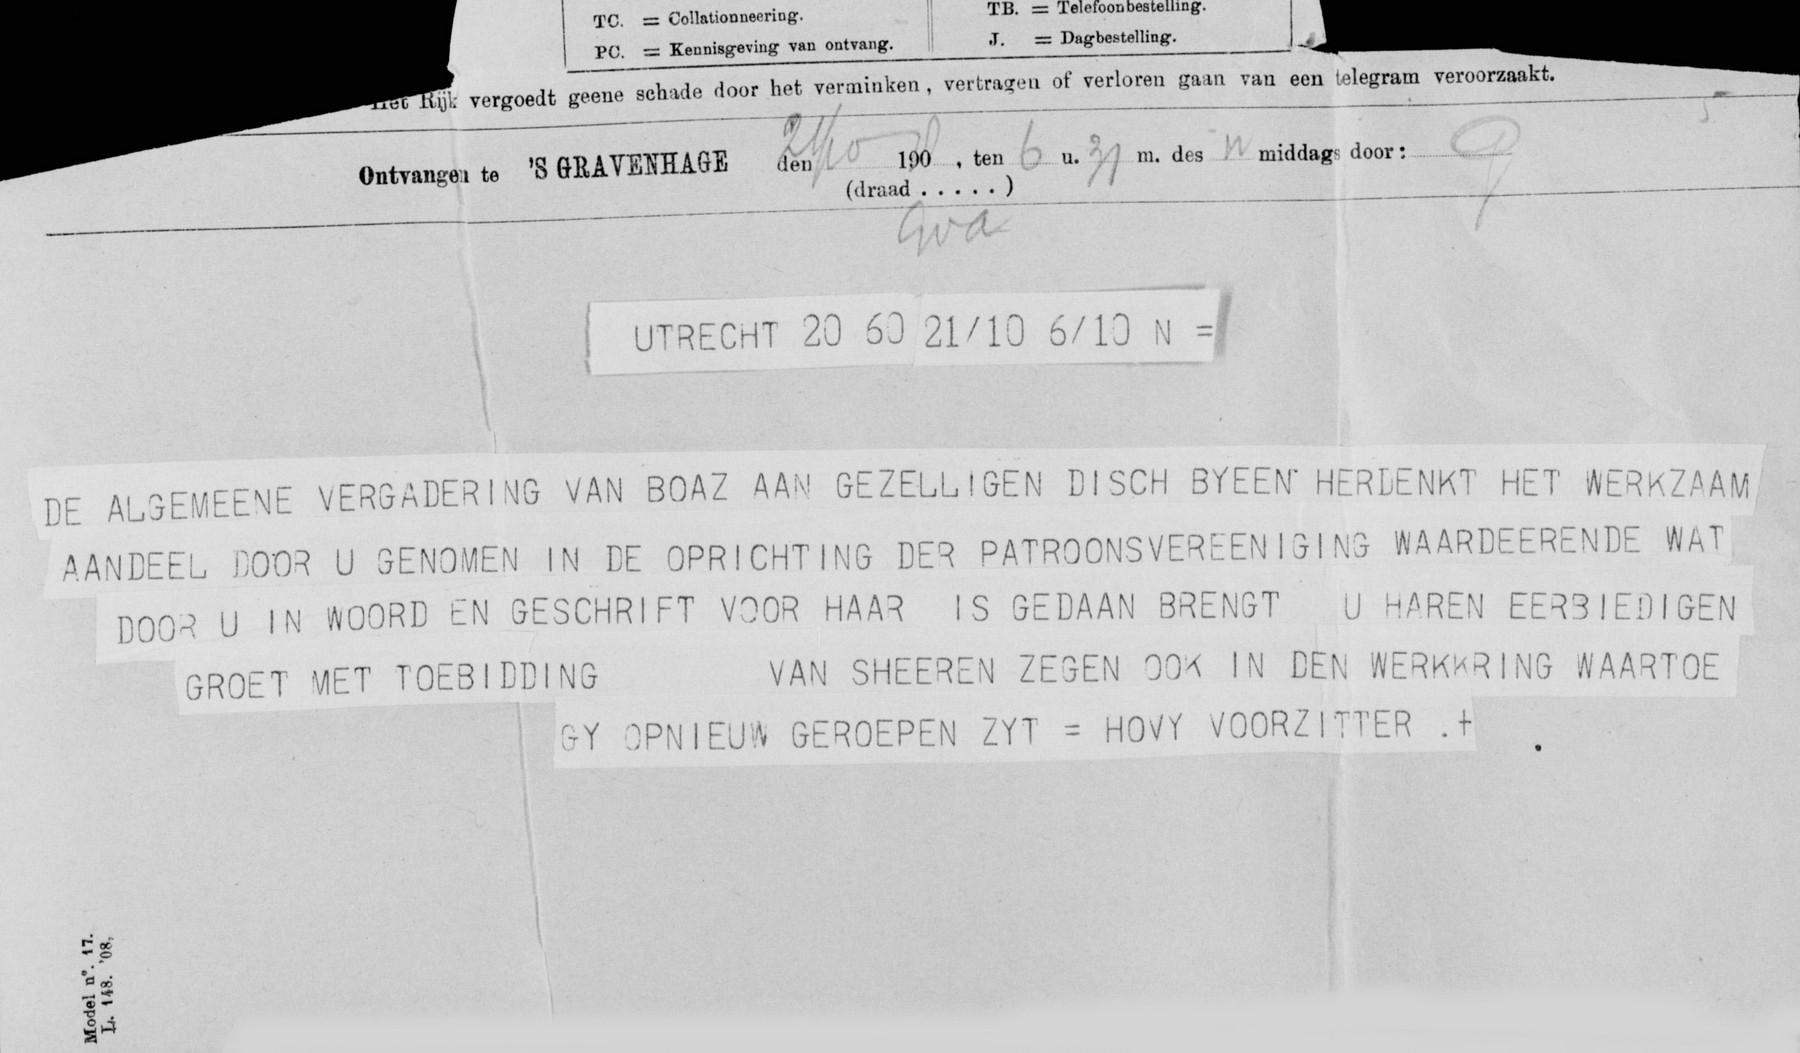 TC. = Collationneering.
TB. = Telefoonbestelling.
PC. = Kennisgeving van ontvang.
J. = Dagbestelling.
Het Rijk vergoedt geene schade door het verminken, vertragen of verloren gaan van een telegram veroorzaakt.
Ontvangen te 'S GRAVENHAGE den 21/10 190 , ten 6 u. 31 m. des N middags door:
(draad . . . . . )
UTRECHT 20 60 21/10 6/10 N =
DE ALGEMEENE VERGADERING VAN BOAZ AAN GEZELLIGEN DISCH BYEEN HERDENKT HET WERKZAAM
AANDEEL DOOR U GENOMEN IN DE OPRICHTING DER PATROONSVEREENIGING WAARDEERENDE WAT
DOOR U IN WOORD EN GESCHRIFT VOOR HAAR IS GEDAAN BRENGT U HAREN EERBIEDIGEN
GROET MET TOEBIDDING VAN SHEEREN ZEGEN OOK IN DEN WERKKRING WAARTOE
GY OPNIEUW GEROEPEN ZYT = HOVY VOORZITTER .+
Model n°. 17.
L. 148. '08.